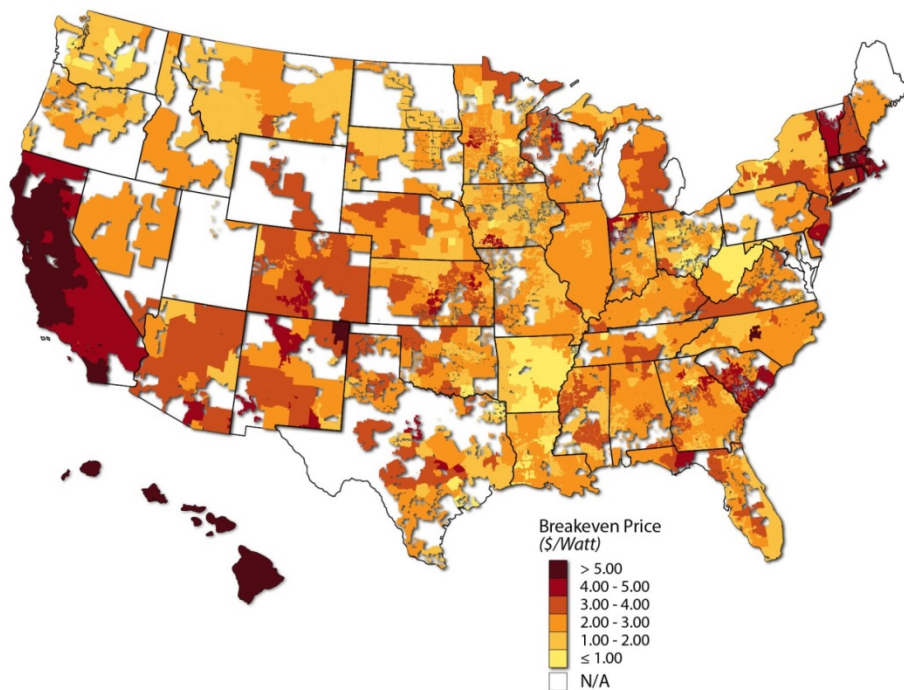 Breakeven Price
($/Watt)
> 5.00
4.00 - 5.00
3.00 - 4.00
2.00 - 3.00
1.00 - 2.00
≤ 1.00
N/A